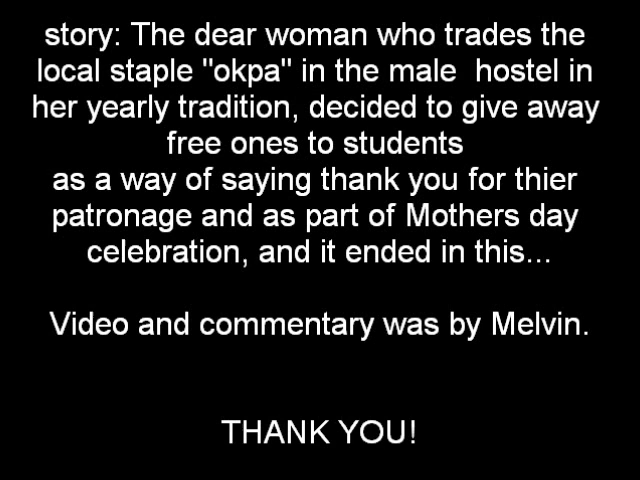 story: The dear woman who trades the
local staple "okpa" in the male hostel in
her yearly tradition, decided to give away
free ones to students
as a way of saying thank you for thier
patronage and as part of Mothers day
celebration, and it ended in this...
Video and commentary was by Melvin.
THANK YOU!